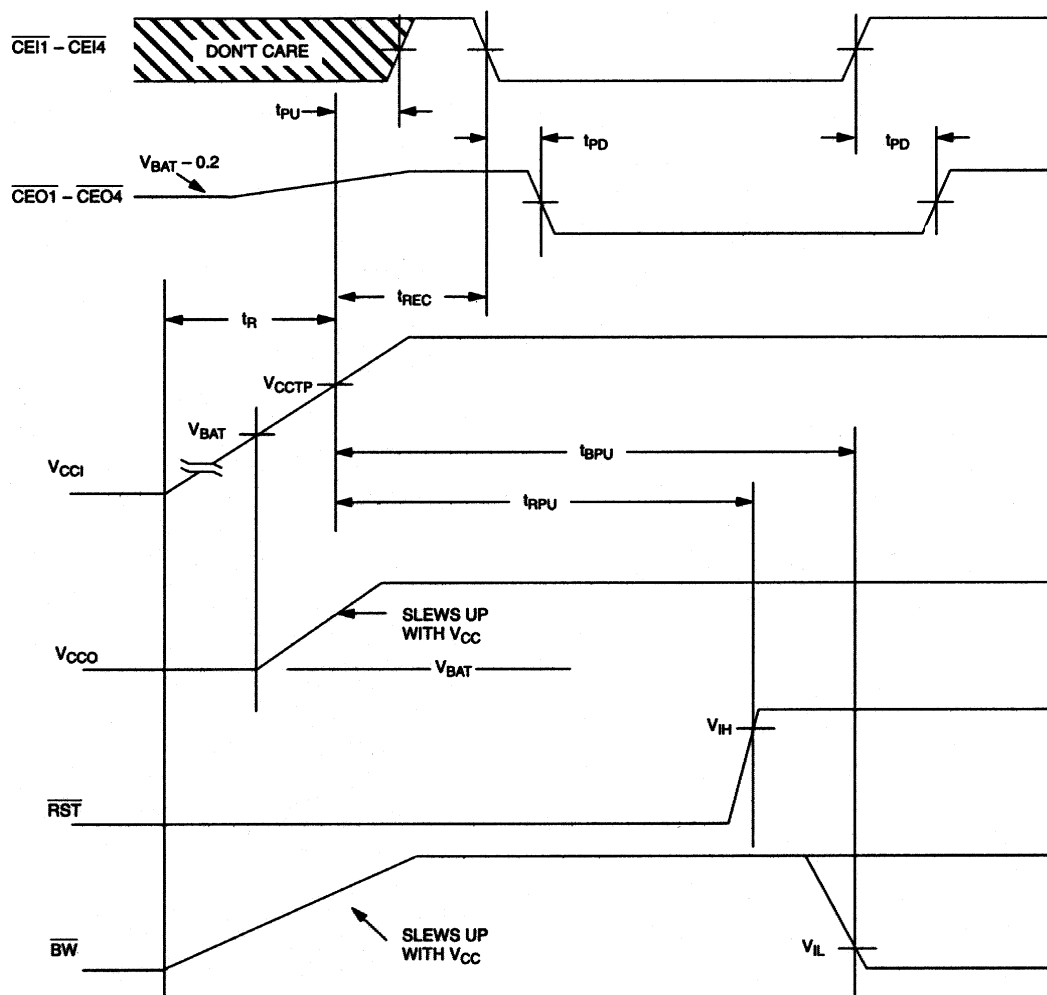 CEI1 – CEI4
DON'T CARE
tPU
tPD
tPD
VBAT – 0.2
CEO1 – CEO4
tREC
tR
VCCTP
VBAT
tBPU
VCCI
tRPU
SLEWS UP
WITH VCC
VCCO
VBAT
VIH
RST
SLEWS UP
WITH VCC
BW
VIL